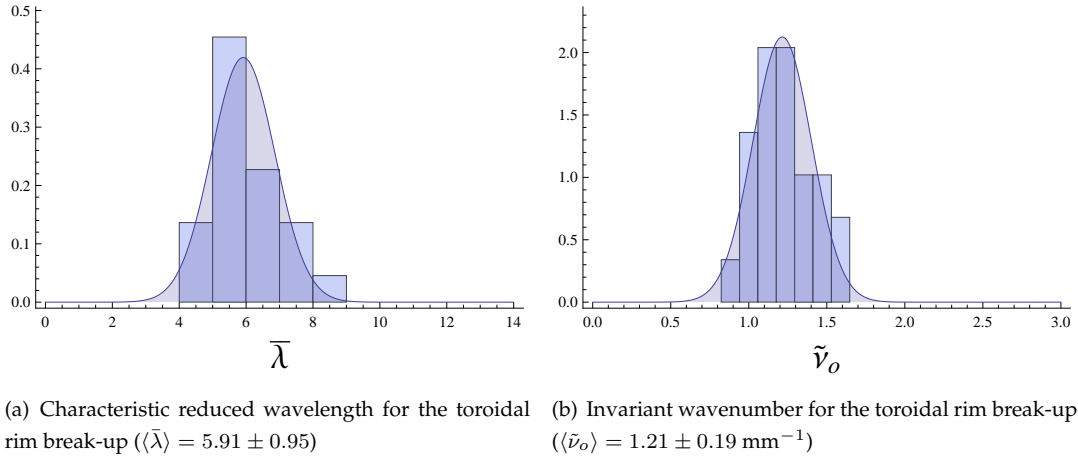 0.5
0.4
0.3
0.2
0.1
0.0
0 2 4 6 8 10 12 14
λ̅
2.0
1.5
1.0
0.5
0.0
0.0 0.5 1.0 1.5 2.0 2.5 3.0
ν̃ₒ
(a) Characteristic reduced wavelength for the toroidal
rim break-up (⟨λ̄⟩ = 5.91 ± 0.95)
(b) Invariant wavenumber for the toroidal rim break-up
(⟨ν̃ₒ⟩ = 1.21 ± 0.19 mm⁻¹)